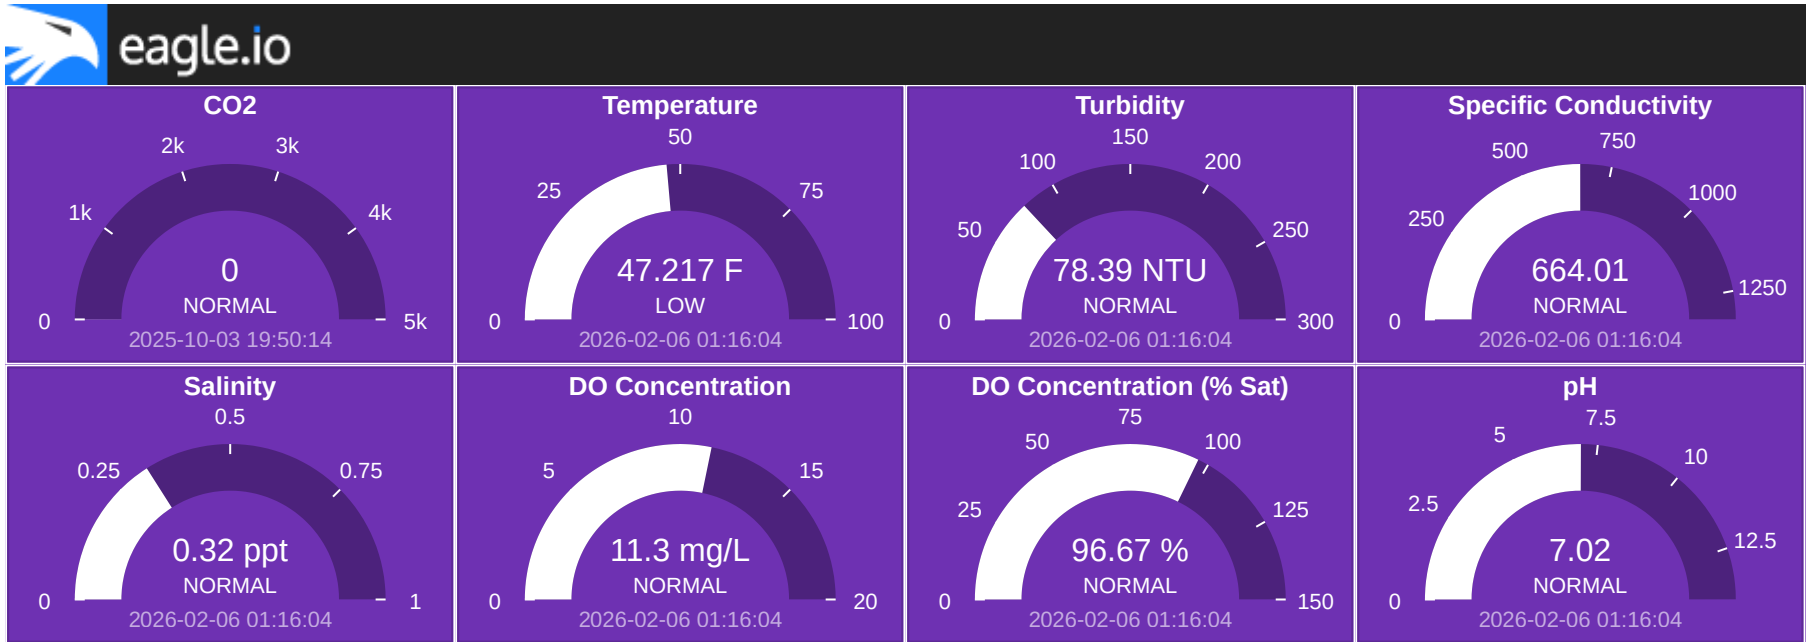 eagle.io
CO2
0
1k
2k
3k
4k
5k
0
NORMAL
2025-10-03 19:50:14
Temperature
0
25
50
75
100
47.217 F
LOW
2026-02-06 01:16:04
Turbidity
0
50
100
150
200
250
300
78.39 NTU
NORMAL
2026-02-06 01:16:04
Specific Conductivity
0
250
500
750
1000
1250
664.01
NORMAL
2026-02-06 01:16:04
Salinity
0
0.25
0.5
0.75
1
0.32 ppt
NORMAL
2026-02-06 01:16:04
DO Concentration
0
5
10
15
20
11.3 mg/L
NORMAL
2026-02-06 01:16:04
DO Concentration (% Sat)
0
25
50
75
100
125
150
96.67 %
NORMAL
2026-02-06 01:16:04
pH
0
2.5
5
7.5
10
12.5
7.02
NORMAL
2026-02-06 01:16:04